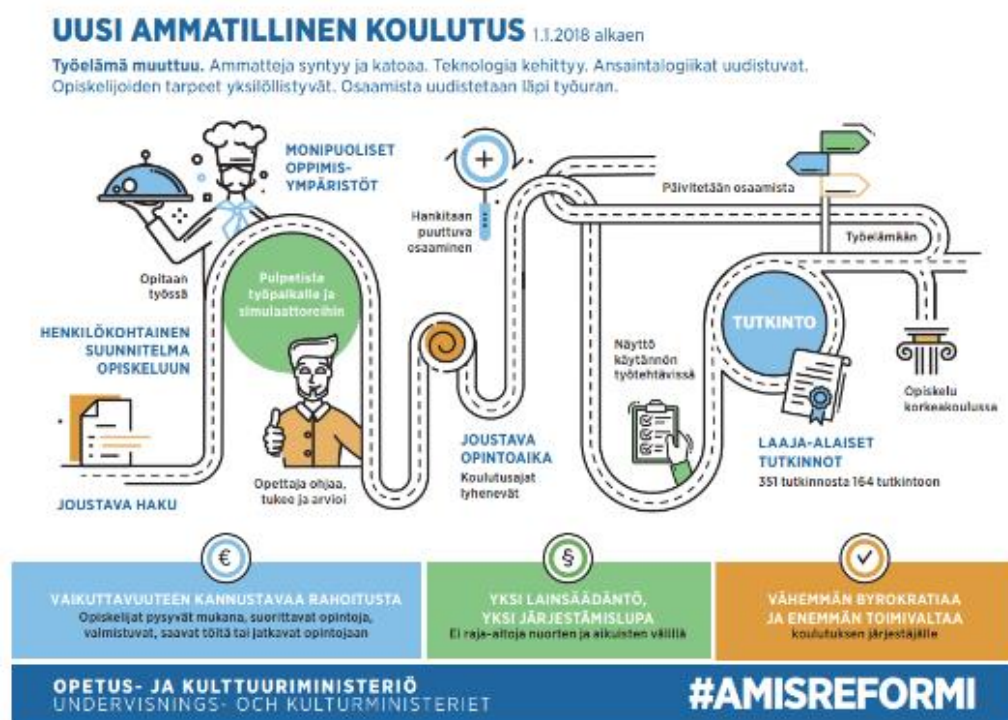 UUSI AMMATILLINEN KOULUTUS 1.1.2018 alkaen
Työelämä muuttuu. Ammatteja syntyy ja katoaa. Teknologia kehittyy. Ansaintalogiikat uudistuvat.
Opiskelijoiden tarpeet yksilöllistyvät. Osaamista uudistetaan läpi työuran.
MONIPUOLISET
OPPIMIS-
YMPÄRISTÖT
Hankitaan
puuttuva
osaaminen
Päivitetään osaamista
Työelämään
Opitaan
työssä
Pulpetista
työpaikalle ja
simulaattoreihin
HENKILÖKOHTAINEN
SUUNNITELMA
OPISKELUUN
TUTKINTO
Näyttö
käytännön
työtehtävissä
Opiskelu
korkeakoulussa
JOUSTAVA HAKU
Opettaja ohjaa,
tukee ja arvioi
JOUSTAVA
OPINTOAIKA
Koulutusajat
lyhenevät
LAAJA-ALAISET
TUTKINNOT
351 tutkinnosta 164 tutkintoon
€
VAIKUTTAVUUTEEN KANNUSTAVAA RAHOITUSTA
Opiskelijat pysyvät mukana, suorittavat opintoja,
valmistuvat, saavat töitä tai jatkavat opintojaan
§
YKSI LAINSÄÄDÄNTÖ,
YKSI JÄRJESTÄMISLUPA
Ei raja-aitoja nuorten ja aikuisten välillä
VÄHEMMÄN BYROKRATIAA
JA ENEMMÄN TOIMIVALTAA
koulutuksen järjestäjälle
OPETUS- JA KULTTUURIMINISTERIÖ
UNDERVISNINGS- OCH KULTURMINISTERIET
#AMISREFORMI